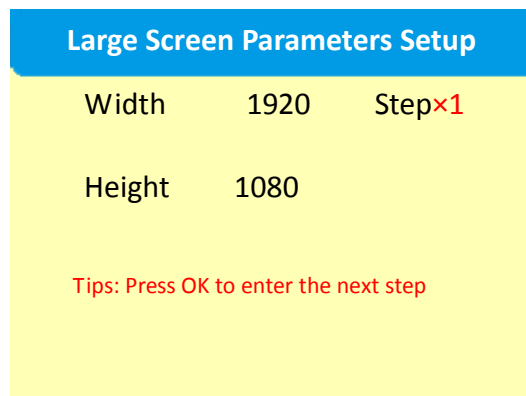 Large Screen Parameters Setup
Width 1920 Step×1
Height 1080
Tips: Press OK to enter the next step